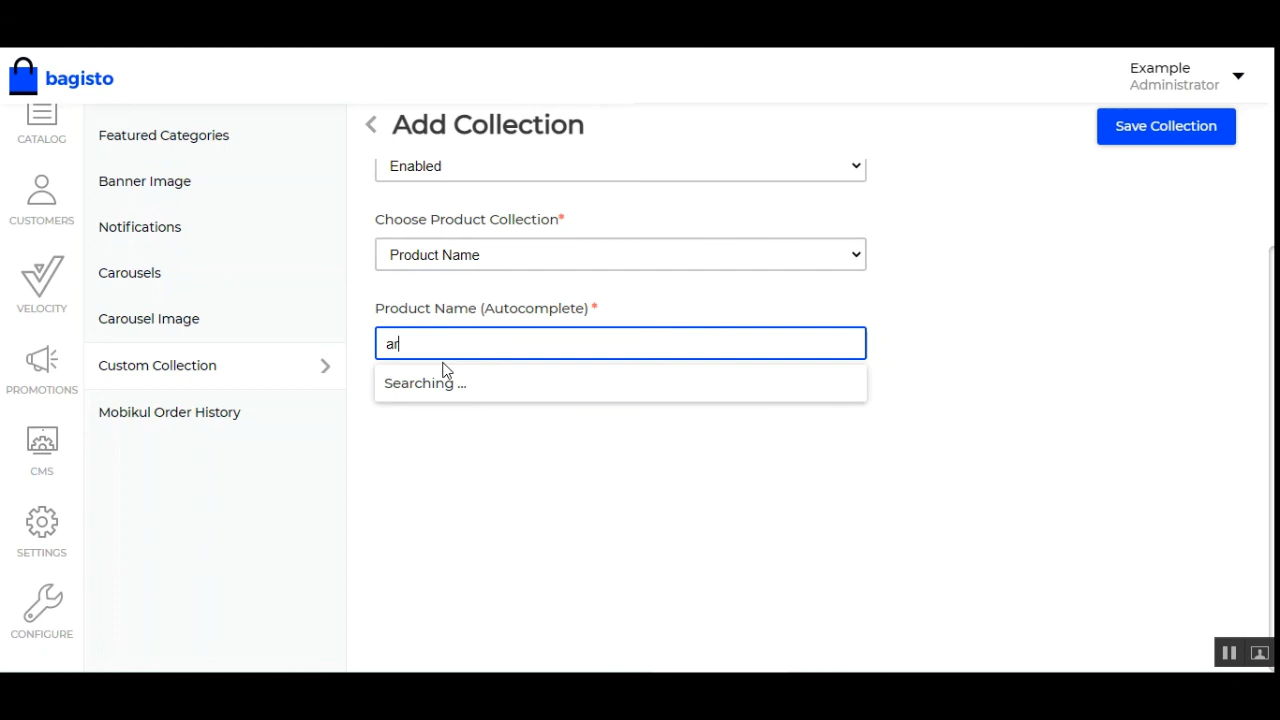 bagisto
Example
Administrator
CATALOG
CUSTOMERS
VELOCITY
PROMOTIONS
CMS
SETTINGS
CONFIGURE
Featured Categories
Banner Image
Notifications
Carousels
Carousel Image
Custom Collection
Mobikul Order History
Add Collection
Save Collection
Enabled
Choose Product Collection*
Product Name
Product Name (Autocomplete) *
ar
Searching ...